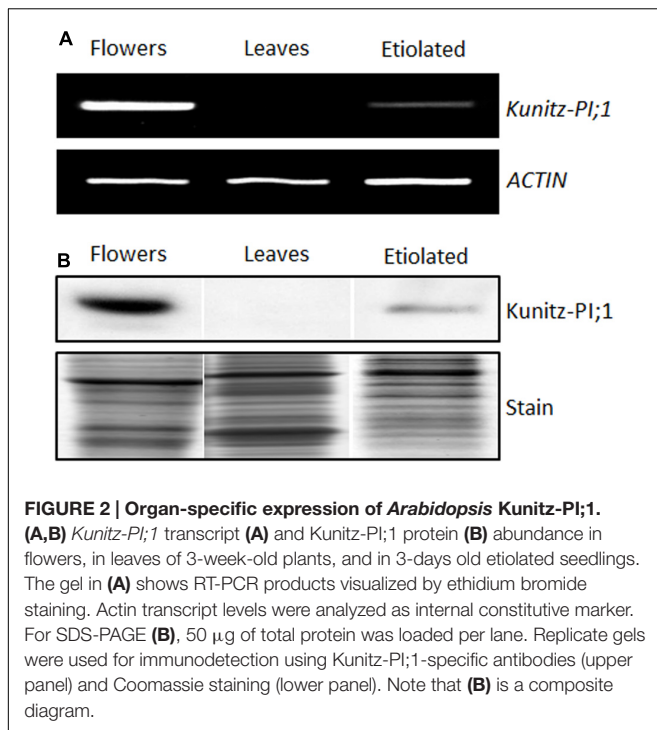 A
Flowers Leaves Etiolated
Kunitz-PI;1
ACTIN
B
Flowers Leaves Etiolated
Kunitz-PI;1
Stain
FIGURE 2 | Organ-specific expression of Arabidopsis Kunitz-PI;1.
(A,B) Kunitz-PI;1 transcript (A) and Kunitz-PI;1 protein (B) abundance in
flowers, in leaves of 3-week-old plants, and in 3-days old etiolated seedlings.
The gel in (A) shows RT-PCR products visualized by ethidium bromide
staining. Actin transcript levels were analyzed as internal constitutive marker.
For SDS-PAGE (B), 50 μg of total protein was loaded per lane. Replicate gels
were used for immunodetection using Kunitz-PI;1-specific antibodies (upper
panel) and Coomassie staining (lower panel). Note that (B) is a composite
diagram.